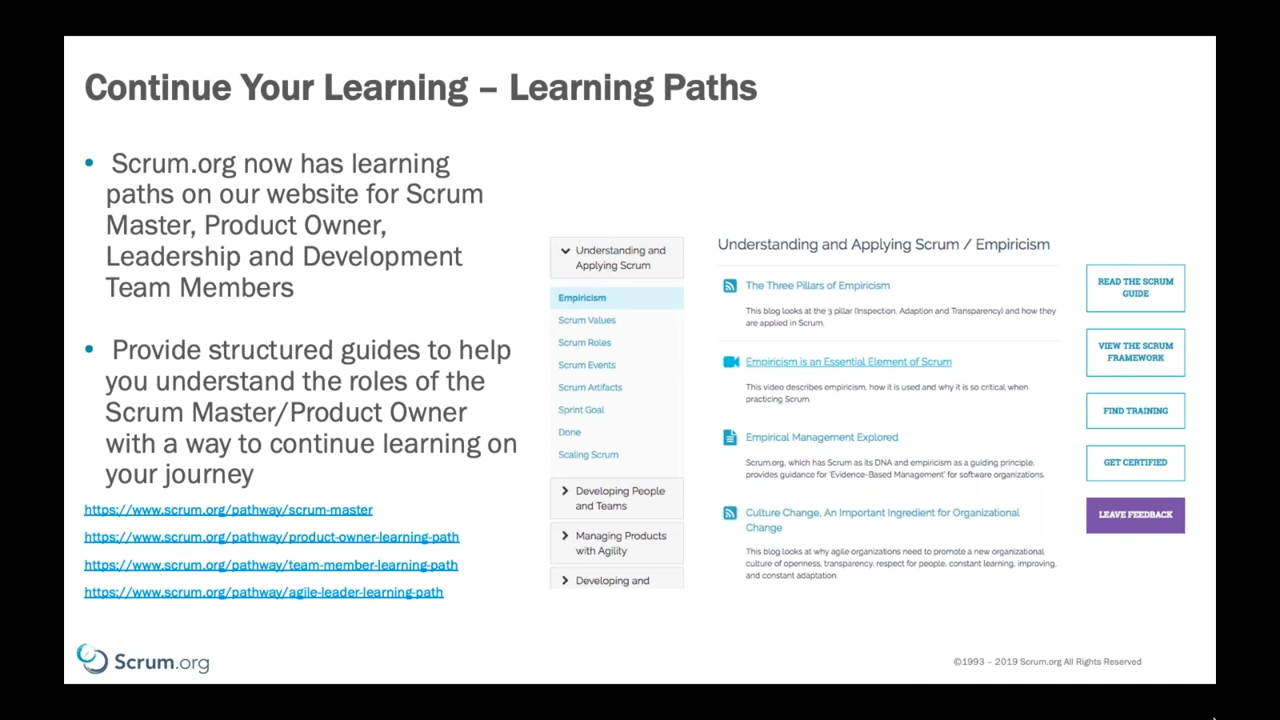 Continue Your Learning – Learning Paths
• Scrum.org now has learning
paths on our website for Scrum
Master, Product Owner,
Leadership and Development
Team Members
• Provide structured guides to help
you understand the roles of the
Scrum Master/Product Owner
with a way to continue learning on
your journey
https://www.scrum.org/pathway/scrum-master
https://www.scrum.org/pathway/product-owner-learning-path
https://www.scrum.org/pathway/team-member-learning-path
https://www.scrum.org/pathway/agile-leader-learning-path
Understanding and
Applying Scrum
Empiricism
Scrum Values
Scrum Roles
Scrum Events
Scrum Artifacts
Sprint Goal
Done
Scaling Scrum
Developing People
and Teams
Managing Products
with Agility
Developing and
Understanding and Applying Scrum / Empiricism
The Three Pillars of Empiricism
This blog looks at the 3 pillar (Inspection, Adaption and Transparency) and how they
are applied in Scrum.
Empiricism is an Essential Element of Scrum
This video describes empiricism, how it is used and why it is so critical when
practicing Scrum.
Empirical Management Explored
Scrum.org, which has Scrum as its DNA and empiricism as a guiding principle,
provides guidance for 'Evidence-Based Management' for software organizations.
Culture Change, An Important Ingredient for Organizational
Change
This blog looks at why agile organizations need to promote a new organizational
culture of openness, transparency, respect for people, constant learning, improving,
and constant adaptation.
READ THE SCRUM
GUIDE
VIEW THE SCRUM
FRAMEWORK
FIND TRAINING
GET CERTIFIED
LEAVE FEEDBACK
Scrum.org
©1993 – 2019 Scrum.org All Rights Reserved